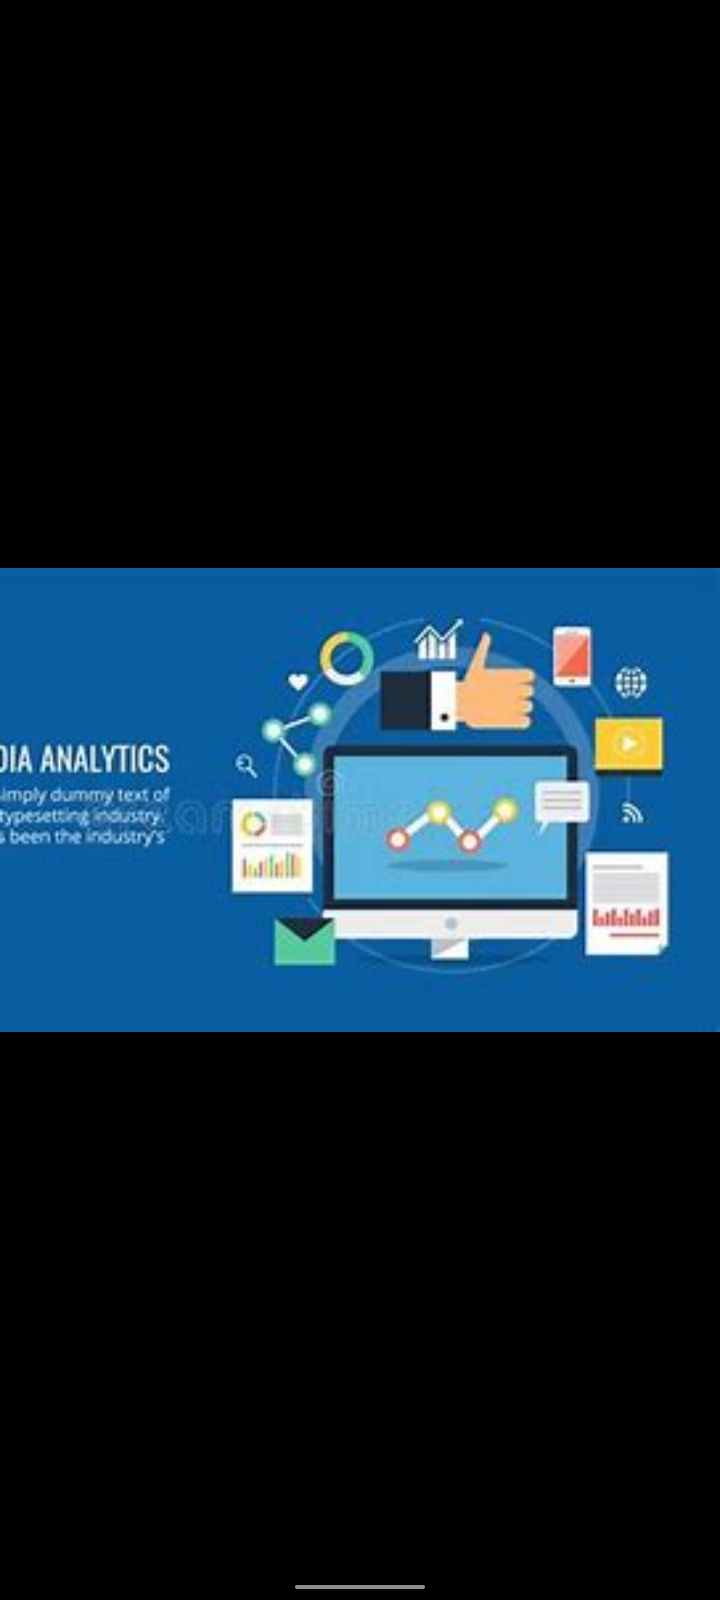 DIA ANALYTICS
simply dummy text of
typesetting industry.
s been the industry's